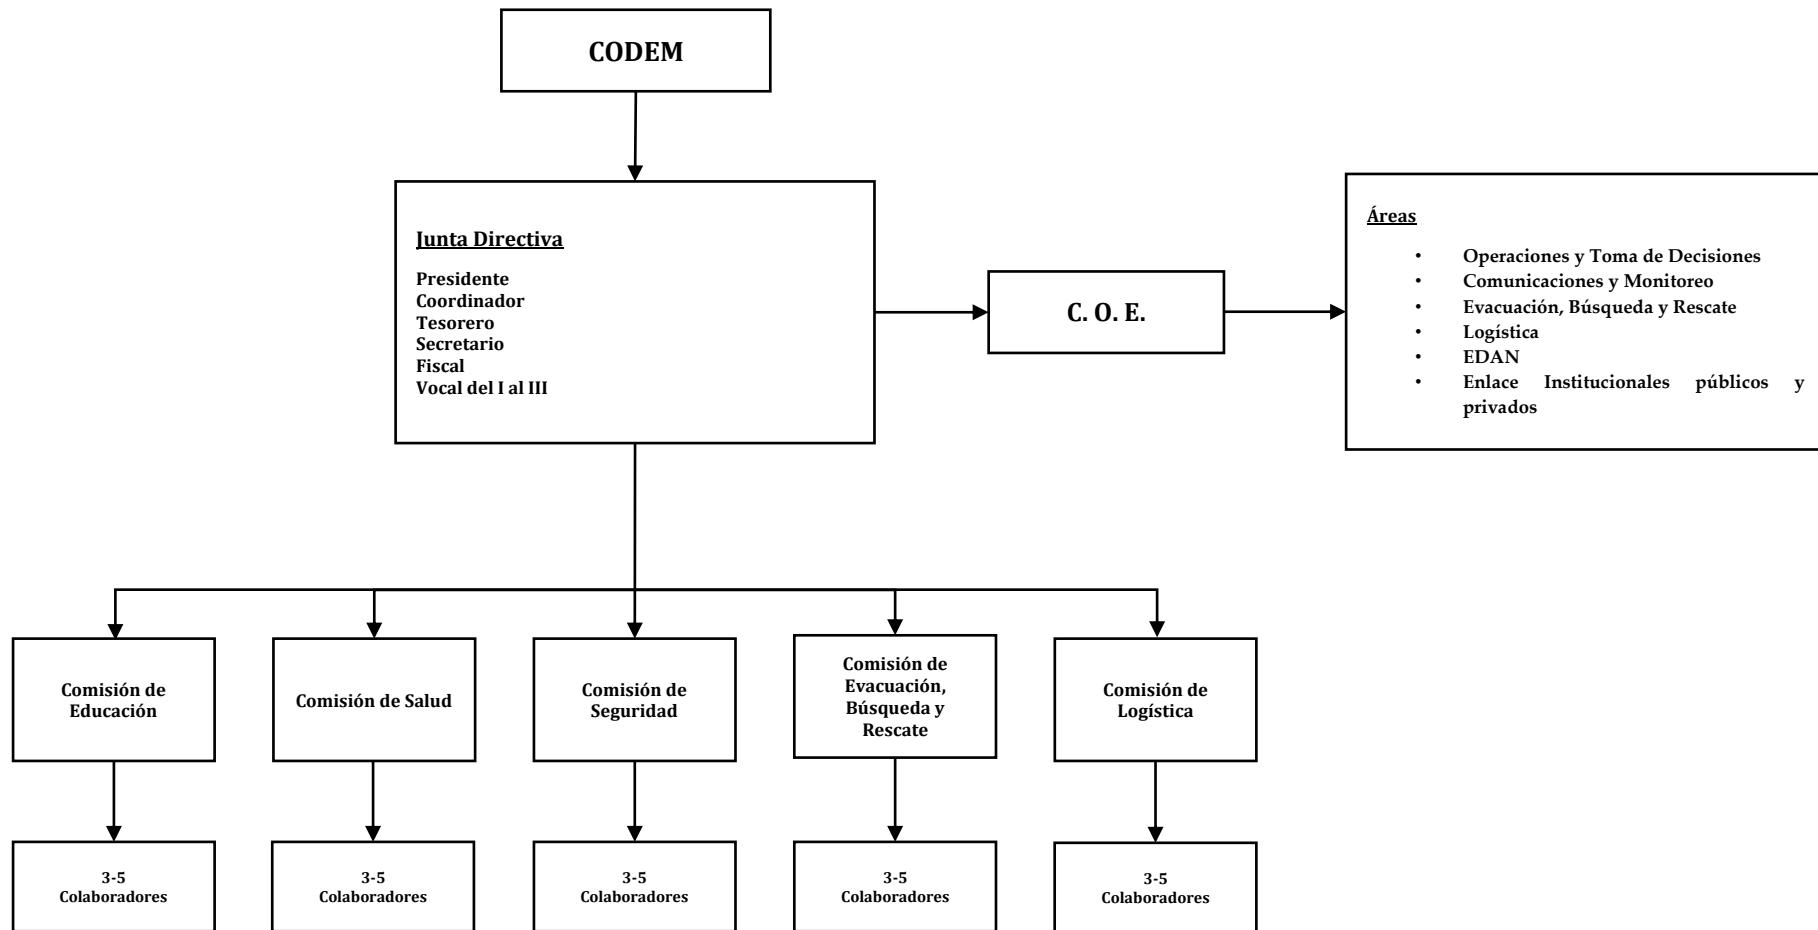 CODEM
Junta Directiva
Presidente
Coordinador
Tesorero
Secretario
Fiscal
Vocal del I al III
C. O. E.
Áreas
• Operaciones y Toma de Decisiones
• Comunicaciones y Monitoreo
• Evacuación, Búsqueda y Rescate
• Logística
• EDAN
• Enlace Institucionales públicos y
privados
Comisión de
Educación
Comisión de Salud
Comisión de
Seguridad
Comisión de
Evacuación,
Búsqueda y
Rescate
Comisión de
Logística
3-5
Colaboradores
3-5
Colaboradores
3-5
Colaboradores
3-5
Colaboradores
3-5
Colaboradores